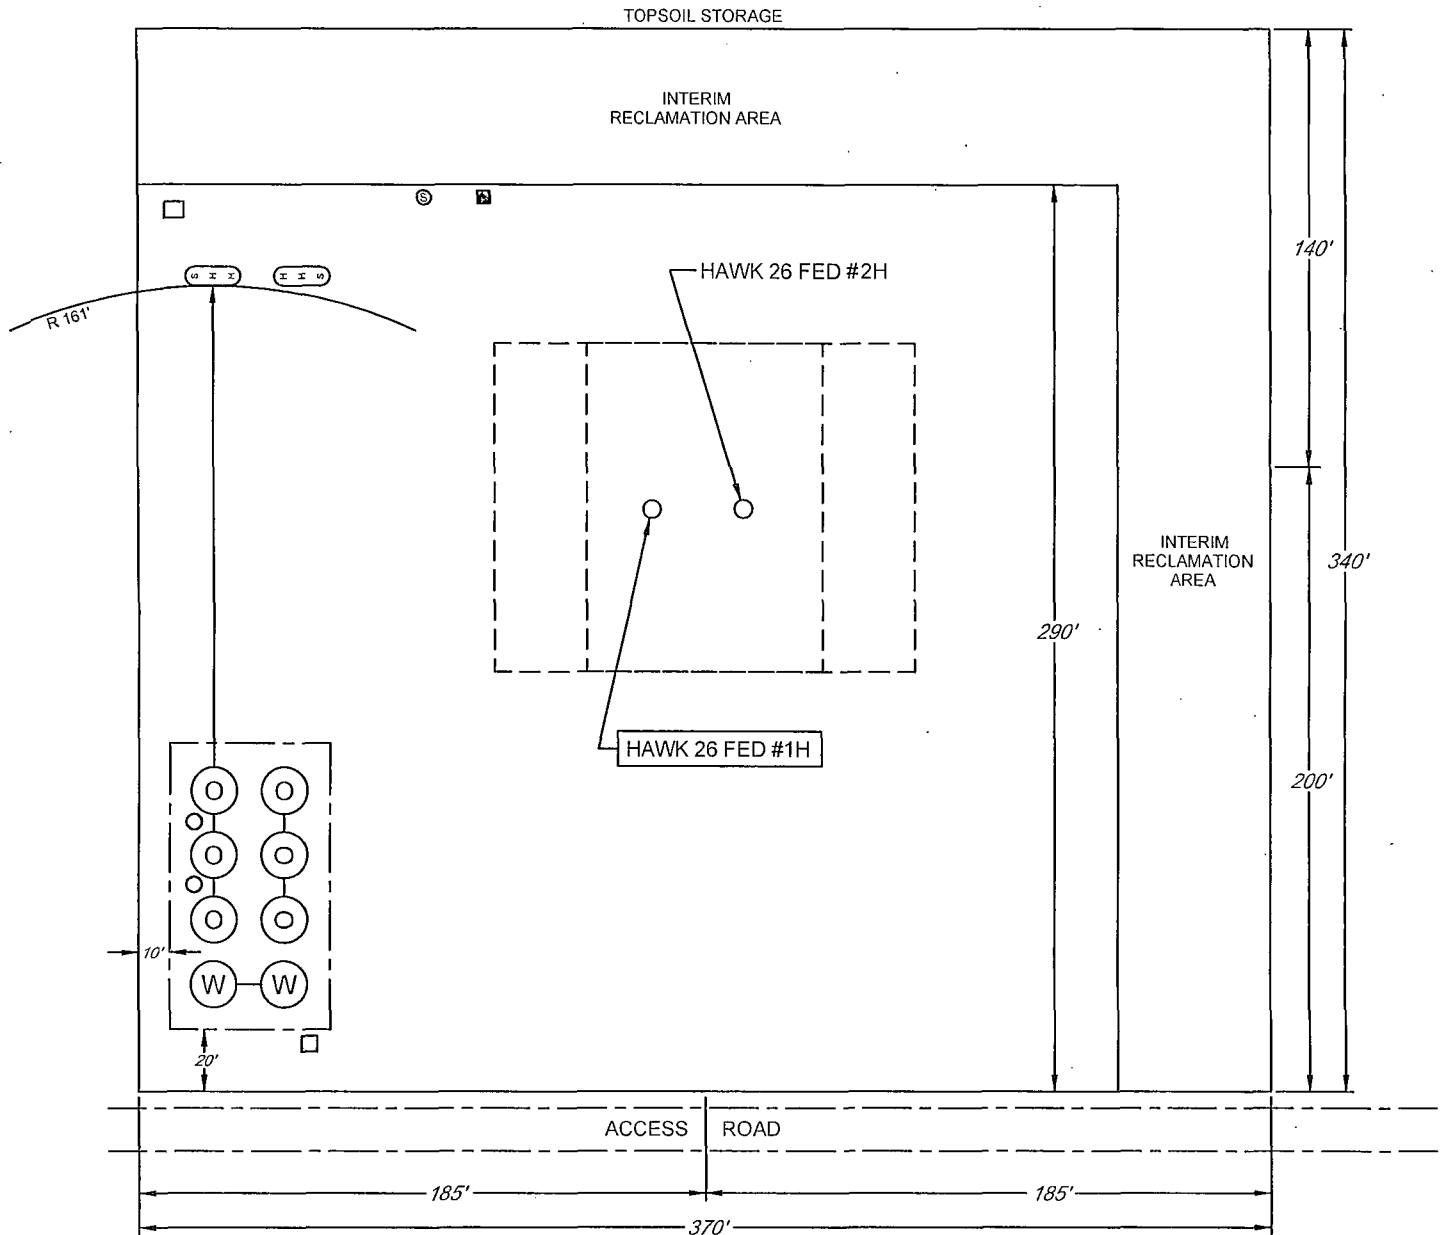 TOPSOIL STORAGE
INTERIM
RECLAMATION AREA
S
S H H
H H S
R 161'
HAWK 26 FED #2H
140'
INTERIM
RECLAMATION
AREA
340'
290'
HAWK 26 FED #1H
200'
O O
O O
O O
10'
W W
20'
ACCESS ROAD
185' 185'
370'